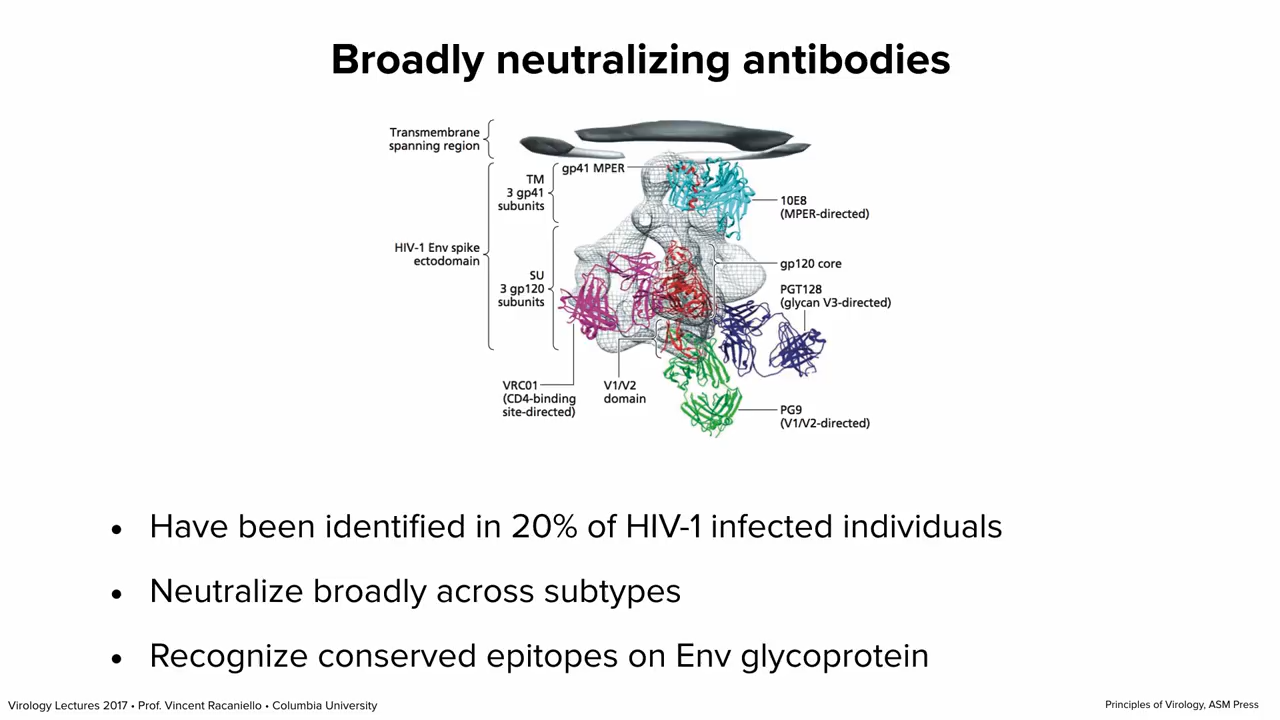 Broadly neutralizing antibodies
Transmembrane
spanning region
gp41 MPER
TM
3 gp41
subunits
10E8
(MPER-directed)
HIV-1 Env spike
ectodomain
gp120 core
SU
3 gp120
subunits
PGT128
(glycan V3-directed)
VRC01
(CD4-binding
site-directed)
V1/V2
domain
PG9
(V1/V2-directed)
• Have been identified in 20% of HIV-1 infected individuals
• Neutralize broadly across subtypes
• Recognize conserved epitopes on Env glycoprotein
Virology Lectures 2017 • Prof. Vincent Racaniello • Columbia University
Principles of Virology, ASM Press